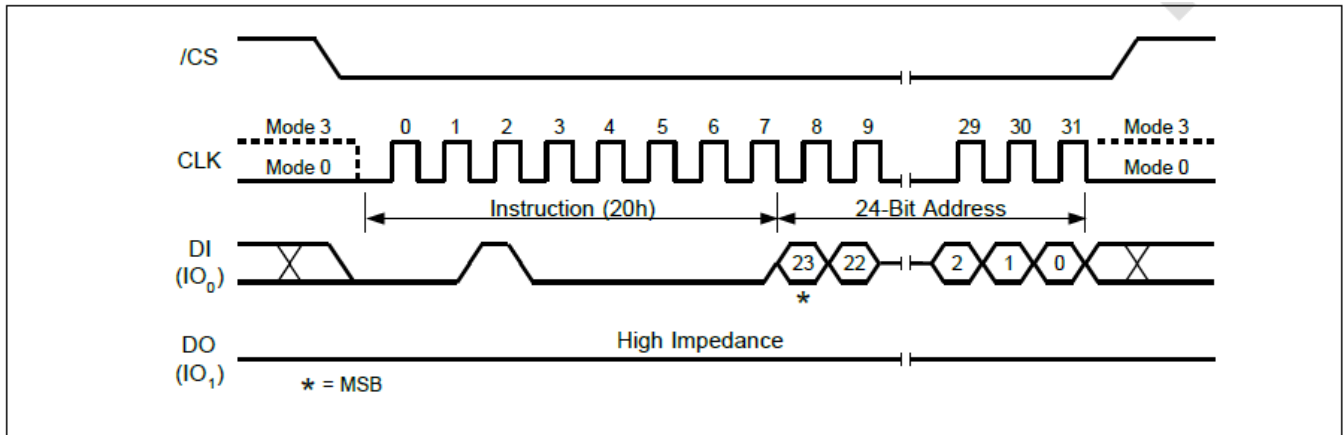 /CS
Mode 3 0 1 2 3 4 5 6 7 8 9 29 30 31 Mode 3
CLK
Mode 0 Mode 0
Instruction (20h) 24-Bit Address
DI
(IO0)
23 22 2 1 0
*
High Impedance
DO
(IO1)
* = MSB